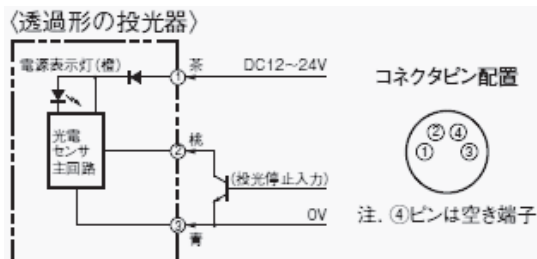 〈透過形の投光器〉
電源表示灯(橙)
茶
DC12～24V
①
光電
センサ
主回路
桃
②
(投光停止入力)
0V
③
青
コネクタピン配置
②④
①③
注. ④ピンは空き端子